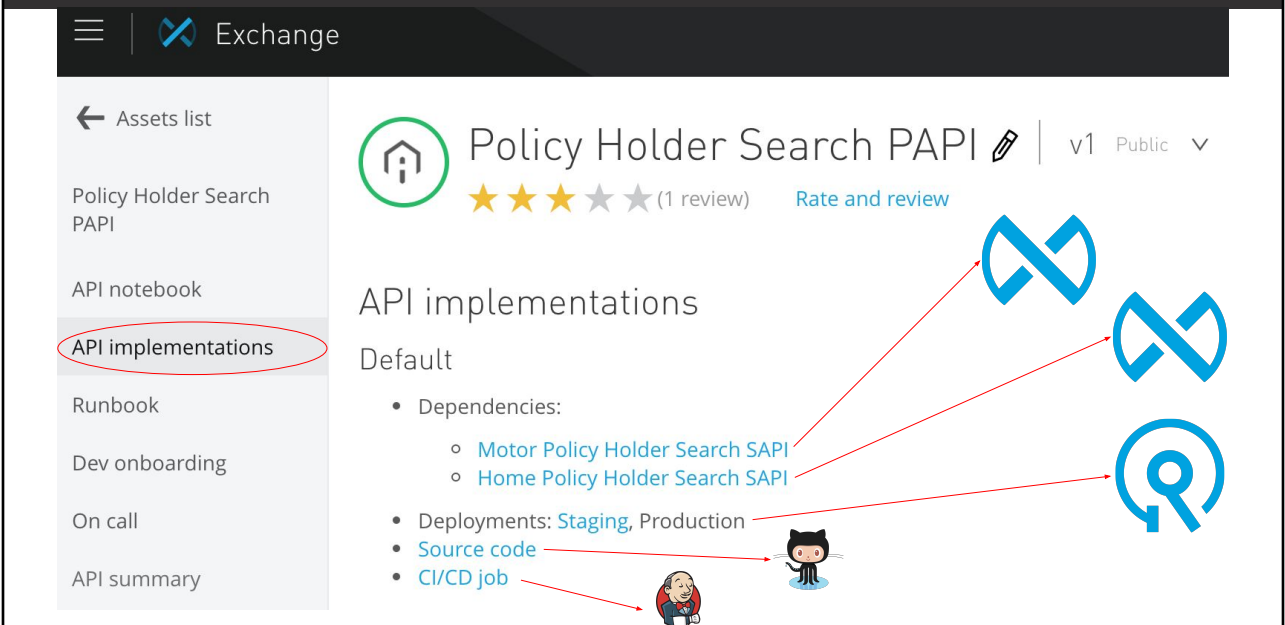 Exchange
Assets list
Policy Holder Search
PAPI
API notebook
API implementations
Runbook
Dev onboarding
On call
API summary
Policy Holder Search PAPI
v1 Public
(1 review) Rate and review
API implementations
Default
Dependencies:
Motor Policy Holder Search SAPI
Home Policy Holder Search SAPI
Deployments: Staging, Production
Source code
CI/CD job